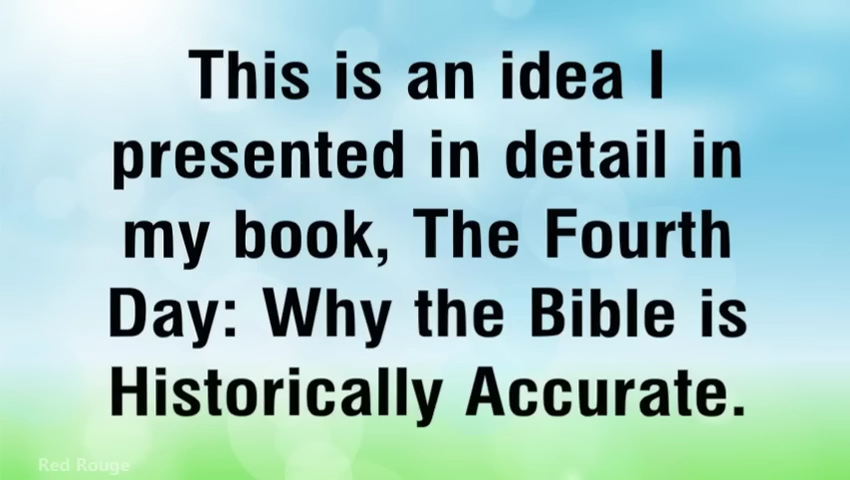 This is an idea I
presented in detail in
my book, The Fourth
Day: Why the Bible is
Historically Accurate.
Red Rouge